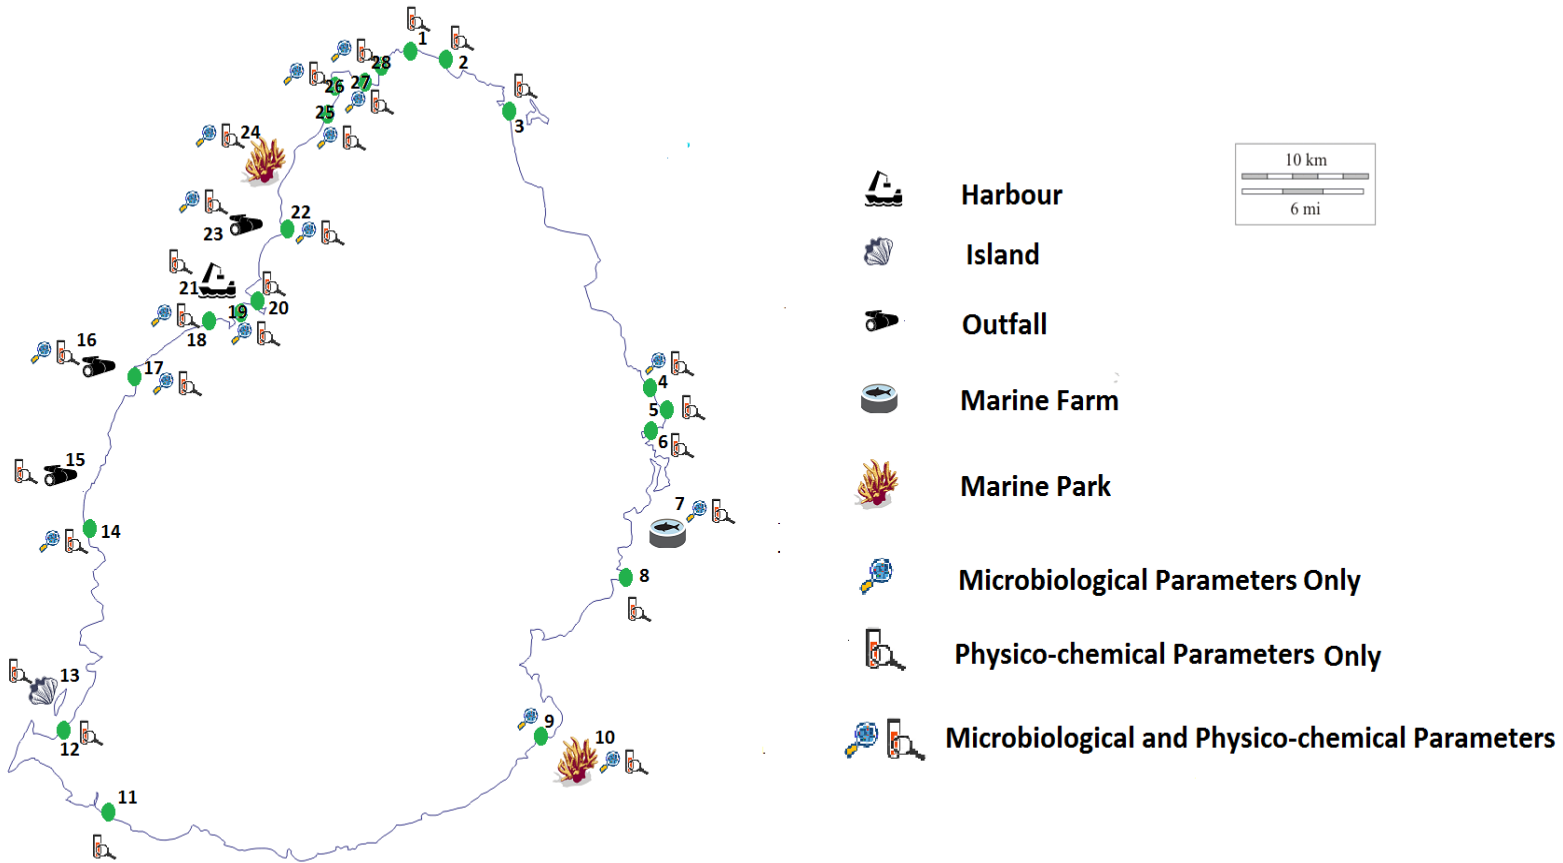 1
2
28
26
27
25
3
24
22
23
21
20
19
18
16
17
4
5
6
15
7
14
8
13
12
9
10
11
10 km
6 mi
Harbour
Island
Outfall
Marine Farm
Marine Park
Microbiological Parameters Only
Physico-chemical Parameters Only
Microbiological and Physico-chemical Parameters